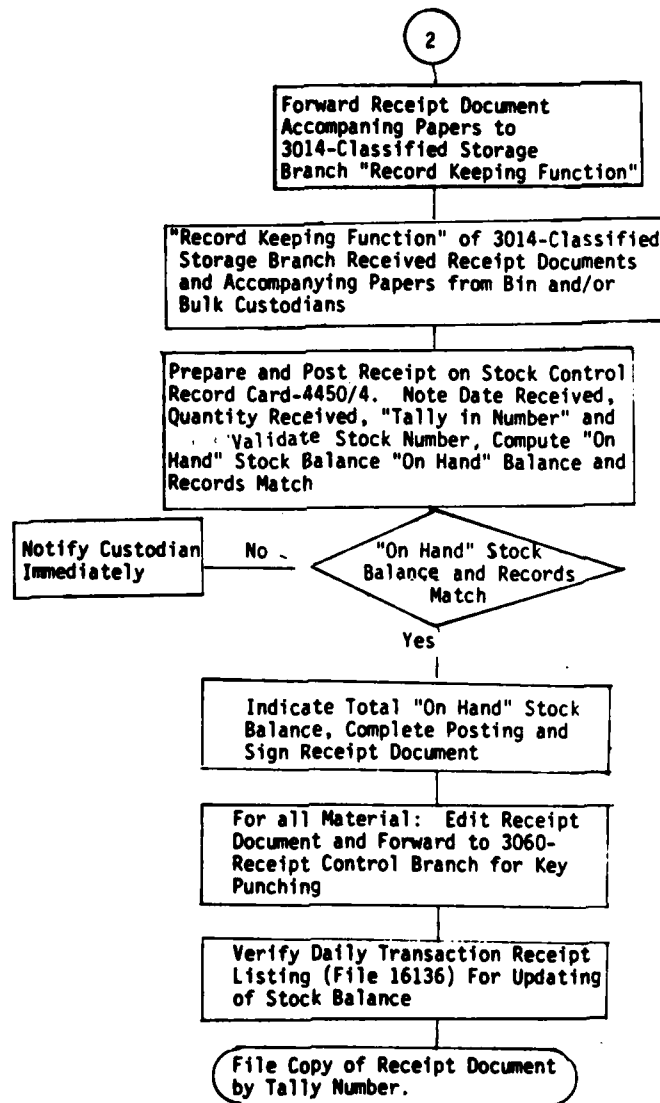 2
Forward Receipt Document
Accompaning Papers to
3014-Classified Storage
Branch "Record Keeping Function"
"Record Keeping Function" of 3014-Classified
Storage Branch Received Receipt Documents
and Accompanying Papers from Bin and/or
Bulk Custodians
Prepare and Post Receipt on Stock Control
Record Card-4450/4. Note Date Received,
Quantity Received, "Tally in Number" and
Validate Stock Number, Compute "On
Hand" Stock Balance "On Hand" Balance and
Records Match
Notify Custodian
Immediately
No
"On Hand" Stock
Balance and Records
Match
Yes
Indicate Total "On Hand" Stock
Balance, Complete Posting and
Sign Receipt Document
For all Material: Edit Receipt
Document and Forward to 3060-
Receipt Control Branch for Key
Punching
Verify Daily Transaction Receipt
Listing (File 16136) For Updating
of Stock Balance
File Copy of Receipt Document
by Tally Number.